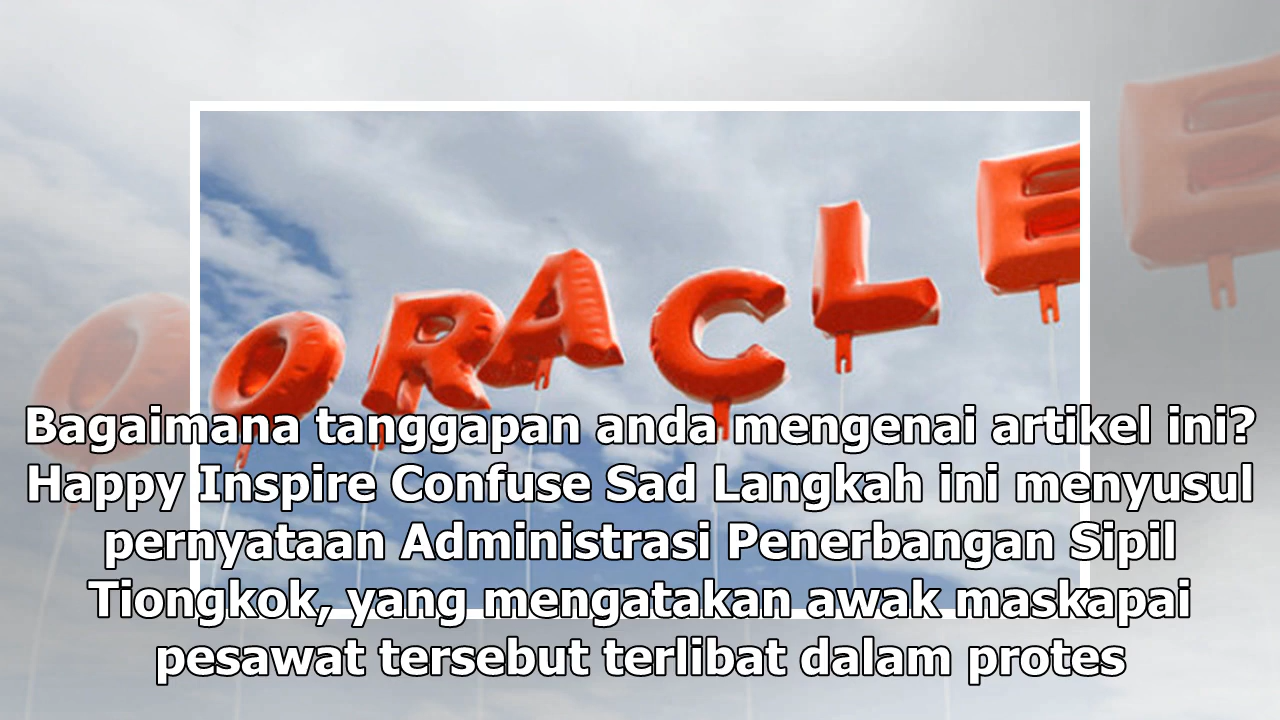 ORACLE
Bagaimana tanggapan anda mengenai artikel ini?
Happy Inspire Confuse Sad Langkah ini menyusul
pernyataan Administrasi Penerbangan Sipil
Tiongkok, yang mengatakan awak maskapai
pesawat tersebut terlibat dalam protes